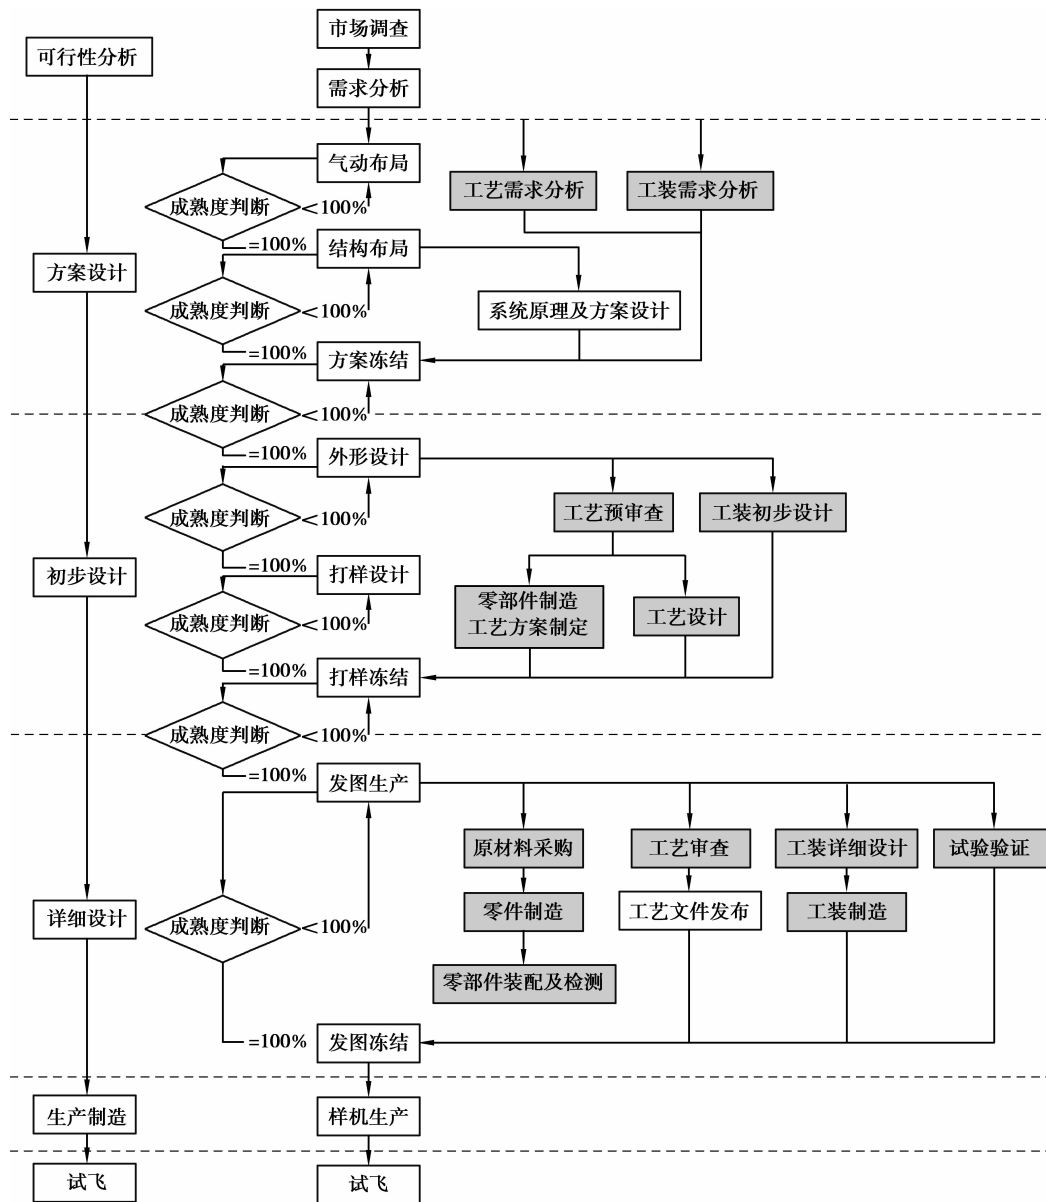 市场调查
可行性分析
需求分析
气动布局
工艺需求分析
工装需求分析
成熟度判断
<100%
=100%
结构布局
方案设计
成熟度判断
<100%
系统原理及方案设计
=100%
方案冻结
成熟度判断
<100%
=100%
外形设计
工艺预审查
工装初步设计
成熟度判断
<100%
=100%
打样设计
初步设计
零部件制造
工艺方案制定
工艺设计
成熟度判断
<100%
=100%
打样冻结
成熟度判断
<100%
=100%
发图生产
原材料采购
工艺审查
工装详细设计
试验验证
详细设计
成熟度判断
<100%
零件制造
工艺文件发布
工装制造
零部件装配及检测
=100%
发图冻结
生产制造
样机生产
试飞
试飞